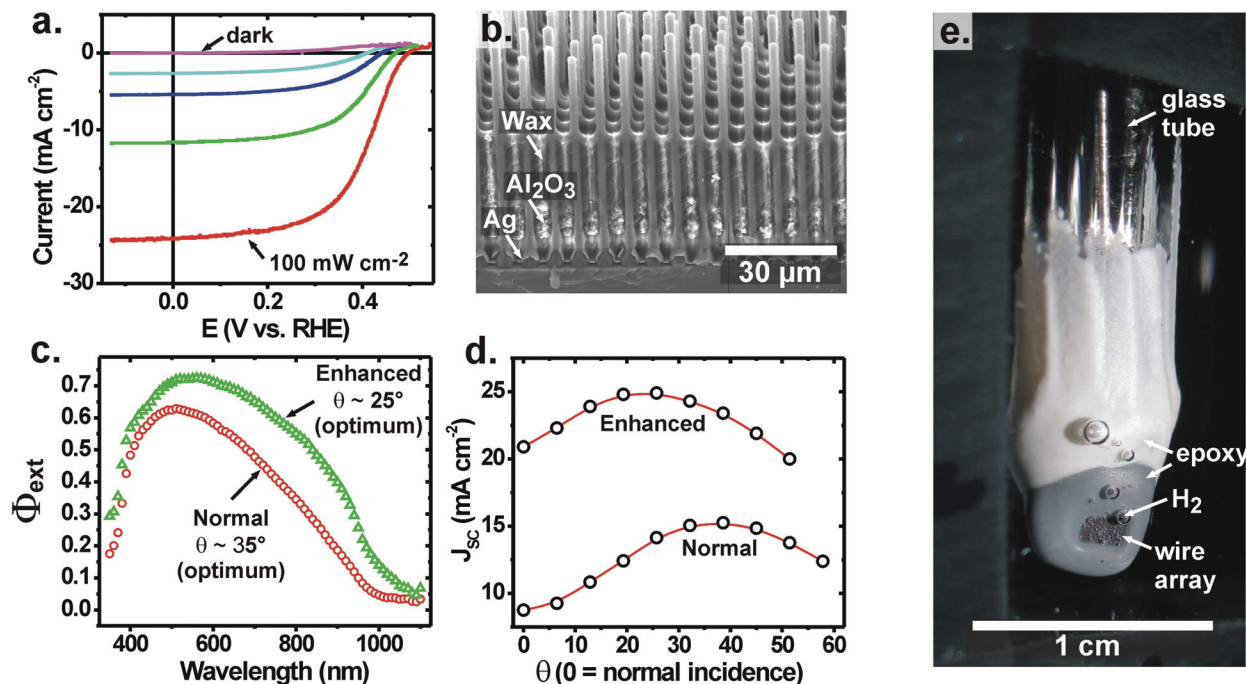 a.
dark
0
-10
-20
-30
Current (mA cm-2)
100 mW cm-2
0.0
0.2
0.4
E (V vs. RHE)
b.
Wax
Al2O3
Ag
30 µm
c.
Enhanced
θ ~ 25°
(optimum)
Normal
θ ~ 35°
(optimum)
0.7
0.6
0.5
0.4
0.3
0.2
0.1
0.0
Φext
400
600
800
1000
Wavelength (nm)
d.
30
25
20
15
10
Jsc (mA cm-2)
Enhanced
Normal
0
10
20
30
40
50
60
θ (0 = normal incidence)
e.
glass
tube
epoxy
H2
wire
array
1 cm